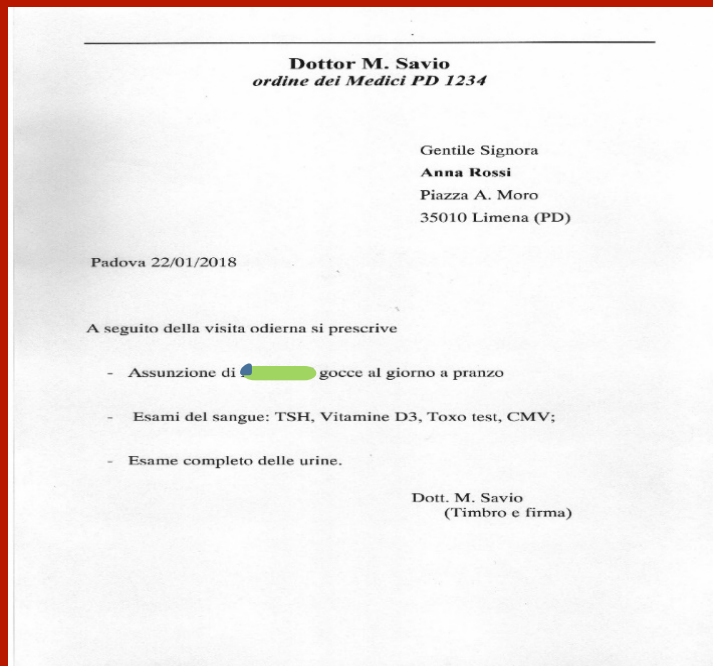 Dottor M. Savio
ordine dei Medici PD 1234
Gentile Signora
Anna Rossi
Piazza A. Moro
35010 Limena (PD)
Padova 22/01/2018
A seguito della visita odierna si prescrive
- Assunzione di gocce al giorno a pranzo
- Esami del sangue: TSH, Vitamine D3, Toxo test, CMV;
- Esame completo delle urine.
Dott. M. Savio
(Timbro e firma)